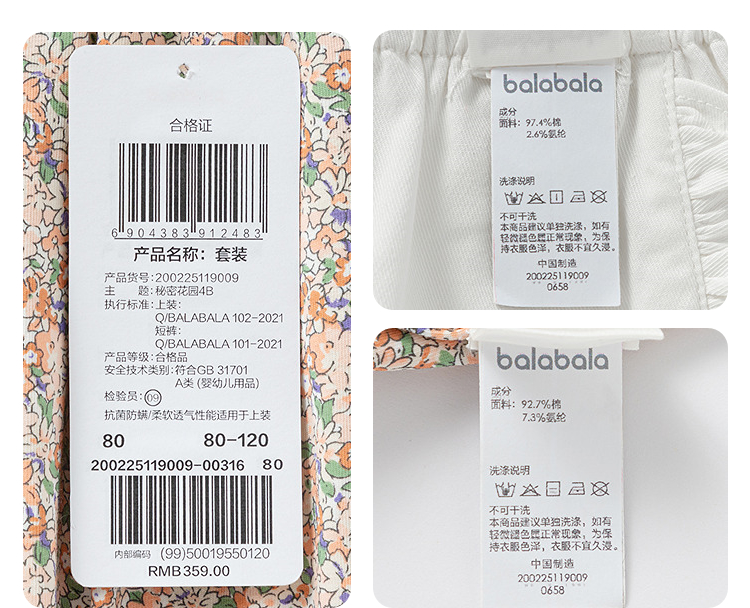 合格证
6 904383 912483
产品名称：套装
产品货号：200225119009
主　　题：秘密花园4B
执行标准：上装：
Q/BALABALA 102-2021
短裤：
Q/BALABALA 101-2021
产品等级：合格品
安全技术类别：符合GB 31701
A类 (婴幼儿用品)
检验员：09
抗菌防螨/柔软透气性能适用于上装
80 80-120
200225119009-00316 80
内部编码 (99)50019550120
RMB359.00
balabala
成分
面料：97.4%棉
2.6%氨纶
洗涤说明
不可干洗
本商品建议单独洗涤，如有
轻微褪色属正常现象，为保
持衣服色泽，衣服不宜久浸。
中国制造
200225119009
0658
balabala
成分
面料：92.7%棉
7.3%氨纶
洗涤说明
不可干洗
本商品建议单独洗涤，如有
轻微褪色属正常现象，为保
持衣服色泽，衣服不宜久浸。
中国制造
200225119009
0658